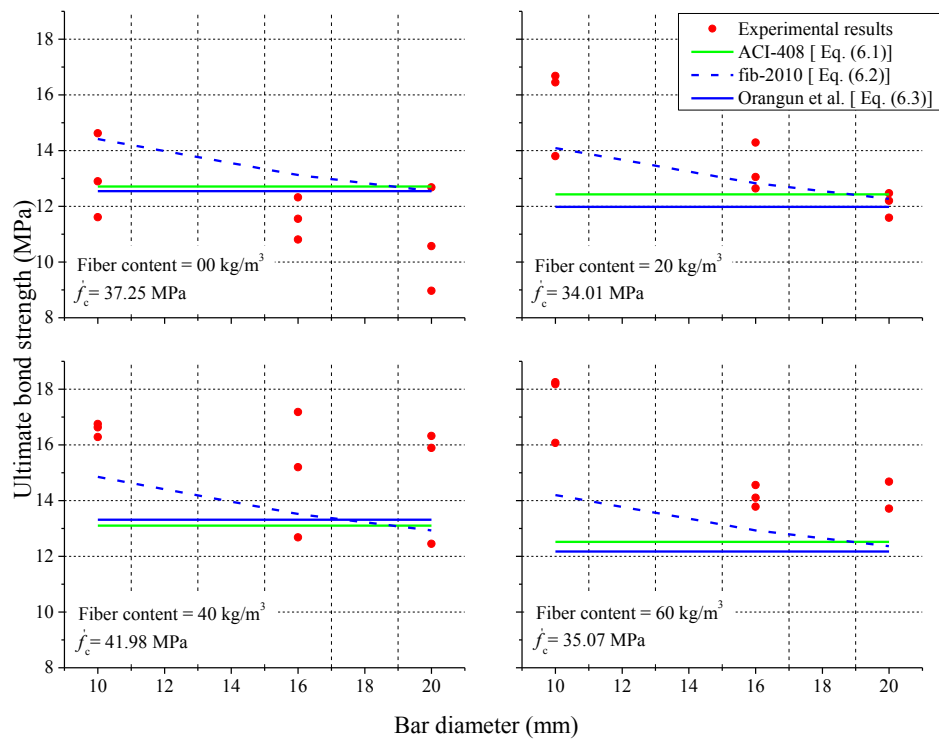 Ultimate bond strength (MPa)
18
16
14
12
10
8
Fiber content = 00 kg/m³
f'c = 37.25 MPa
Experimental results
ACI-408 [ Eq. (6.1)]
fib-2010 [ Eq. (6.2)]
Orangun et al. [ Eq. (6.3)]
Fiber content = 20 kg/m³
f'c = 34.01 MPa
18
16
14
12
10
8
Fiber content = 40 kg/m³
f'c = 41.98 MPa
10 12 14 16 18 20
Fiber content = 60 kg/m³
f'c = 35.07 MPa
10 12 14 16 18 20
Bar diameter (mm)